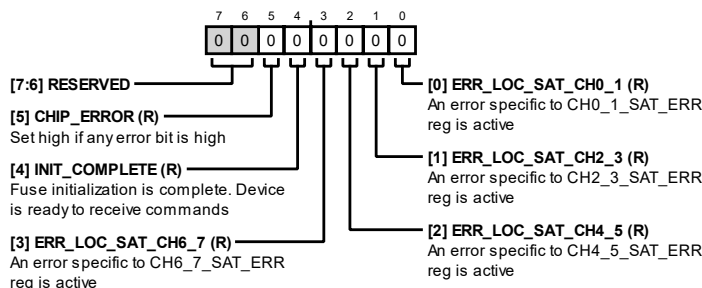 7 6 5 4 3 2 1 0
0 0 0 0 0 0 0 0
[7:6] RESERVED
[5] CHIP_ERROR (R)
Set high if any error bit is high
[4] INIT_COMPLETE (R)
Fuse initialization is complete. Device
is ready to receive commands
[3] ERR_LOC_SAT_CH6_7 (R)
An error specific to CH6_7_SAT_ERR
reg is active
[0] ERR_LOC_SAT_CH0_1 (R)
An error specific to CH0_1_SAT_ERR
reg is active
[1] ERR_LOC_SAT_CH2_3 (R)
An error specific to CH2_3_SAT_ERR
reg is active
[2] ERR_LOC_SAT_CH4_5 (R)
An error specific to CH4_5_SAT_ERR
reg is active